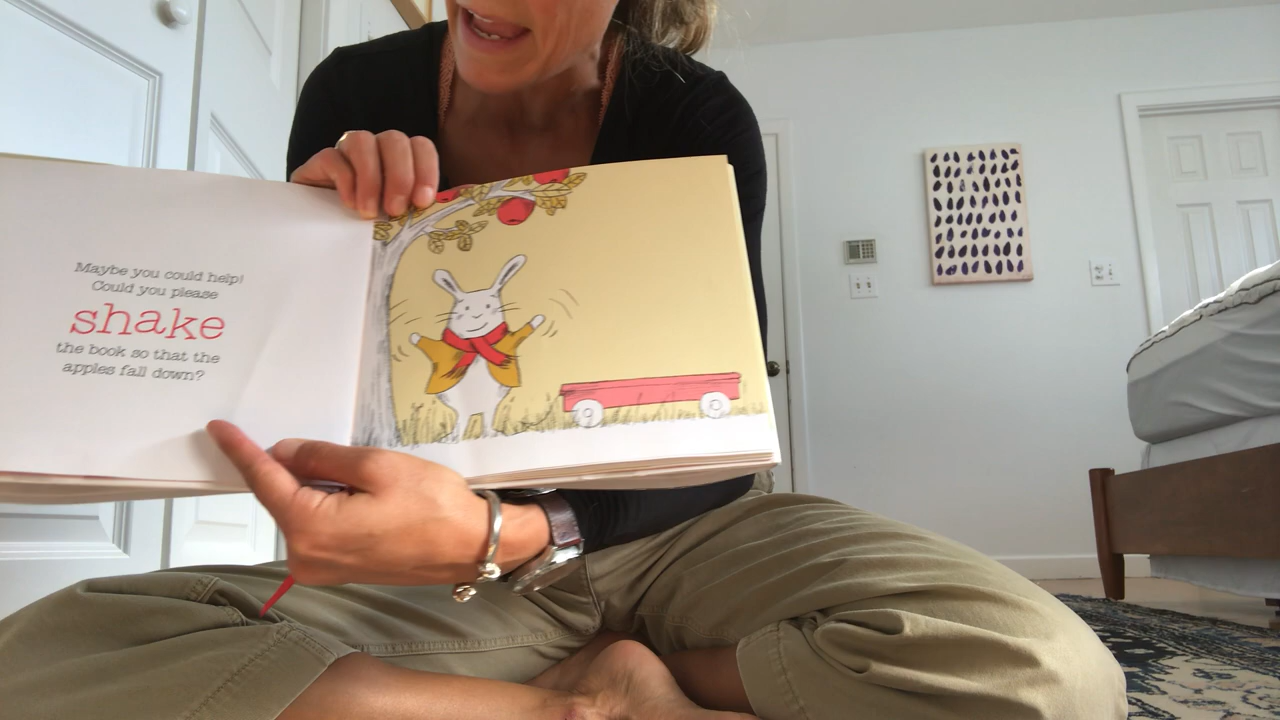 Maybe you could help!
Could you please
shake
the book so that the
apples fall down?